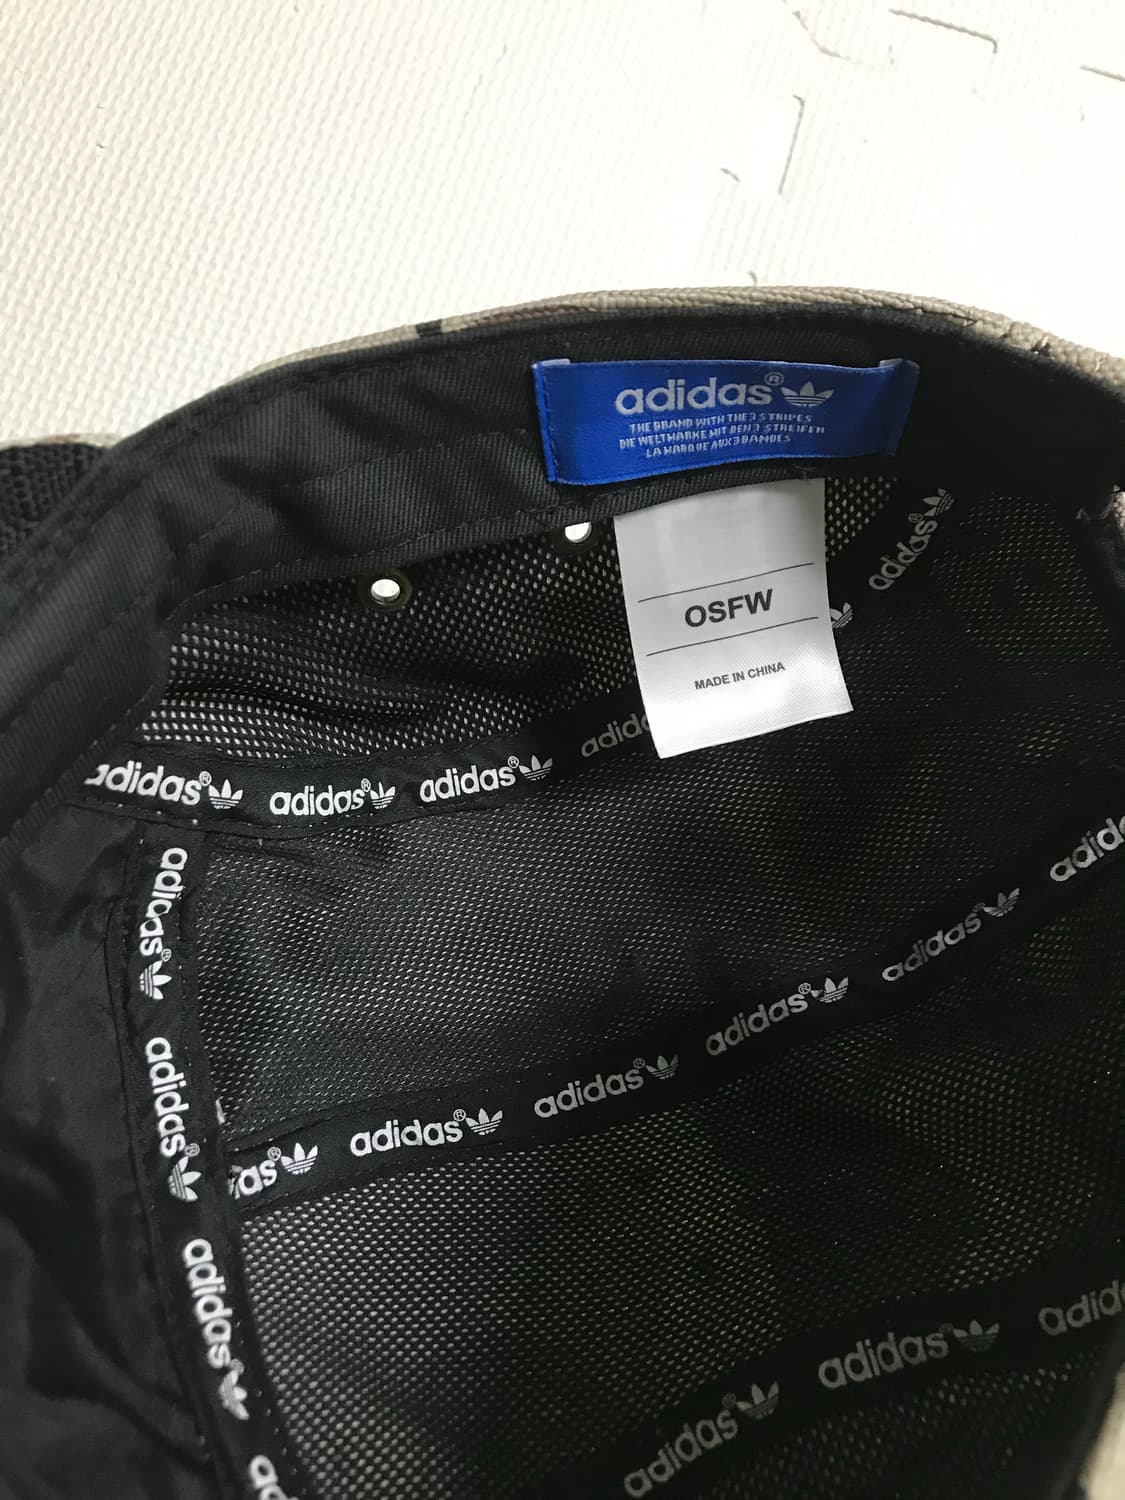 adidas®
THE BRAND WITH THE 3 STRIPES
DIE WELTMARKE MIT DEN 3 STREIFEN
LA MARQUE AUX 3 BANDES
OSFW
MADE IN CHINA
adidas®
adidas
adidas® adidas® adidas® adidas
adidas®
adidas®
adidas®
adidas® adidas® adidas® adidas®
adidas
adidas® adidas®